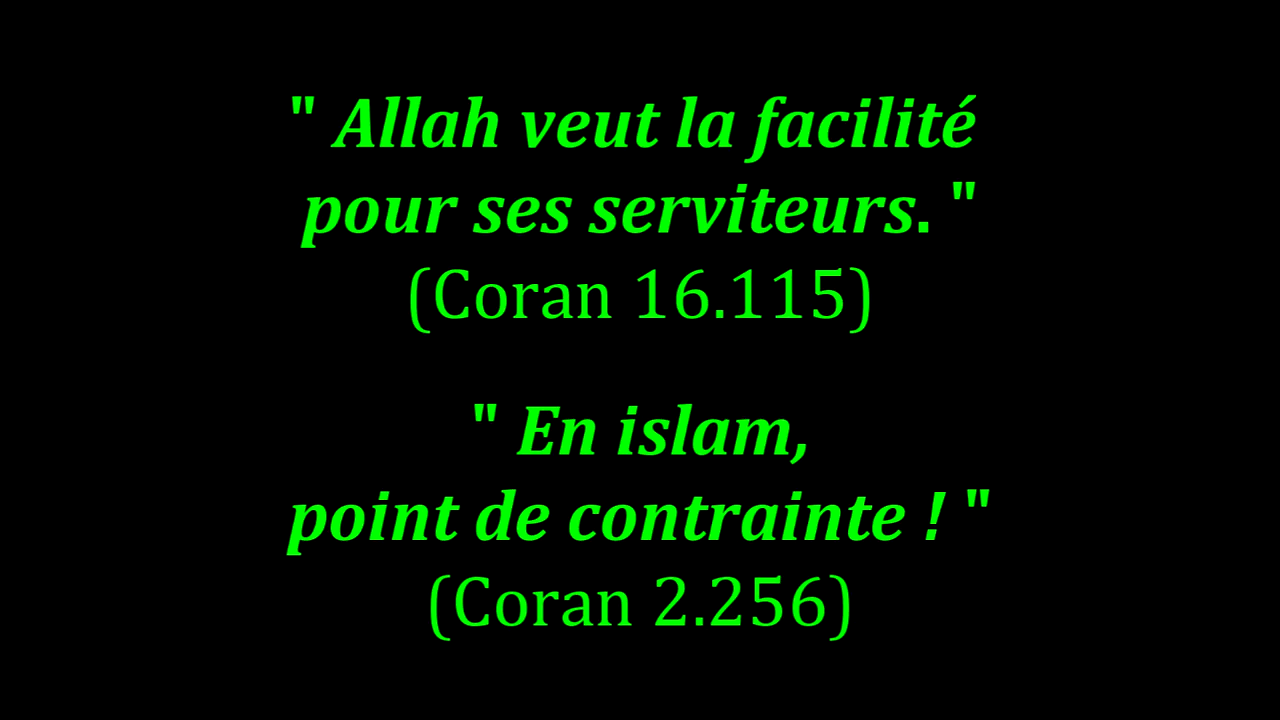 " Allah veut la facilité
pour ses serviteurs. "
(Coran 16.115)
" En islam,
point de contrainte ! "
(Coran 2.256)